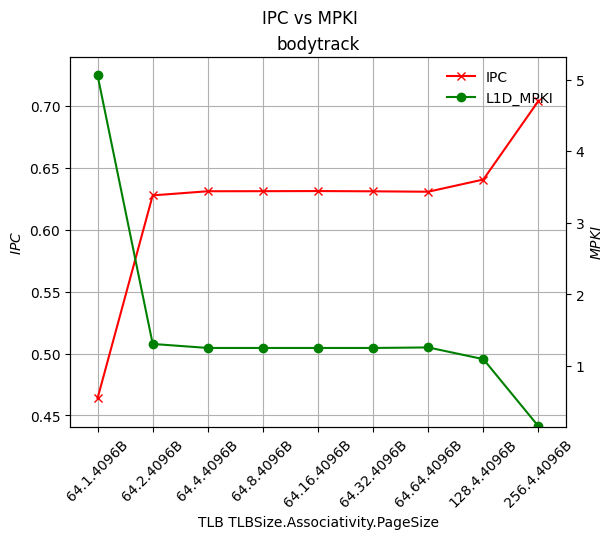 IPC vs MPKI
bodytrack
IPC
L1D_MPKI
0.70
0.65
0.60
0.55
0.50
0.45
IPC
5
4
3
2
1
MPKI
64.1.4096B
64.2.4096B
64.4.4096B
64.8.4096B
64.16.4096B
64.32.4096B
64.64.4096B
128.4.4096B
256.4.4096B
TLB TLBSize.Associativity.PageSize